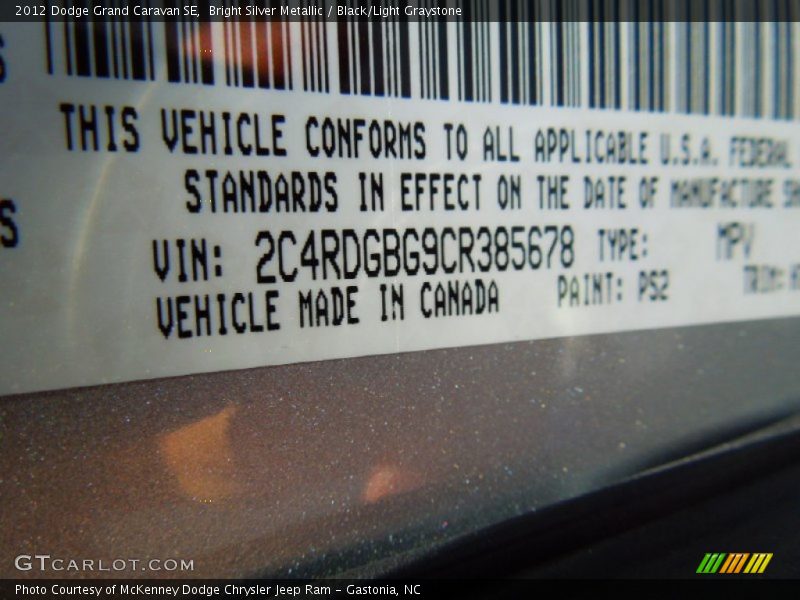 2012 Dodge Grand Caravan SE, Bright Silver Metallic / Black/Light Graystone
S
THIS VEHICLE CONFORMS TO ALL APPLICABLE U.S.A. FEDERAL
STANDARDS IN EFFECT ON THE DATE OF MANUFACTURE
S
VIN: 2C4RDGBG9CR385678 TYPE: MPV
VEHICLE MADE IN CANADA PAINT: PS2 TRIM:
GTCARLOT.COM
Photo Courtesy of McKenney Dodge Chrysler Jeep Ram - Gastonia, NC